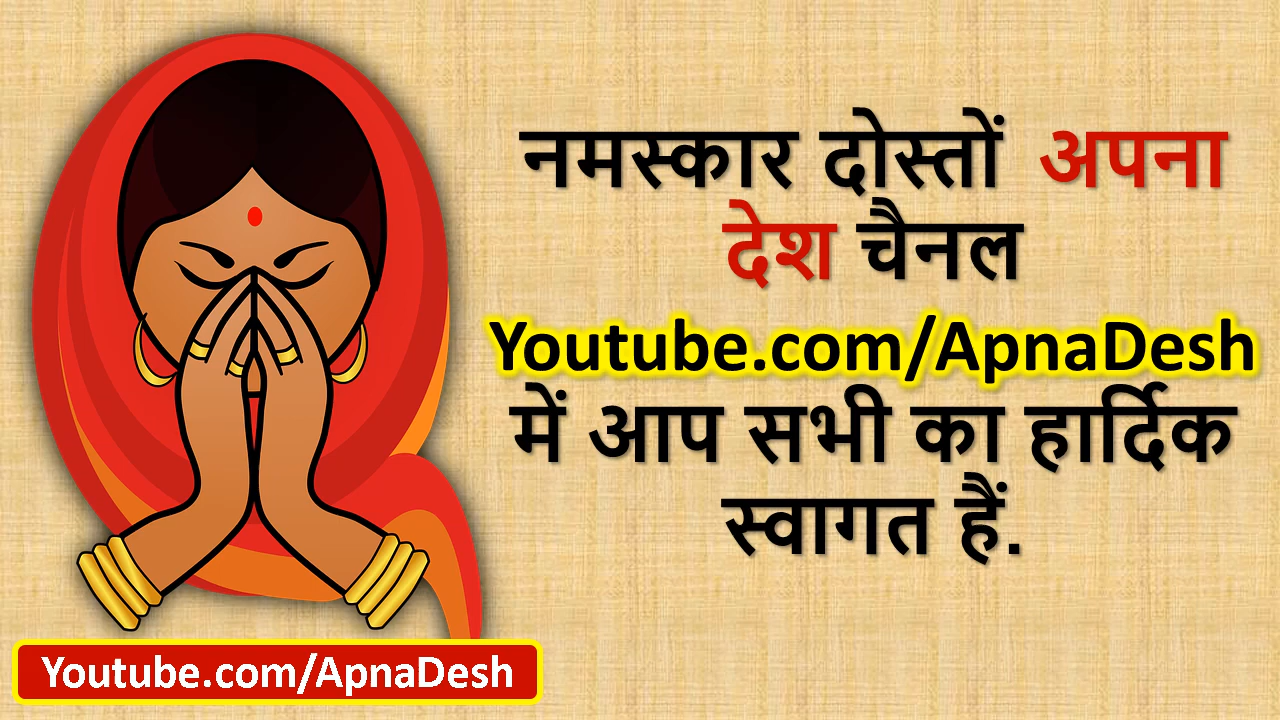 नमस्कार दोस्तों अपना
देश चैनल
Youtube.com/ApnaDesh
में आप सभी का हार्दिक
स्वागत हैं.
Youtube.com/ApnaDesh